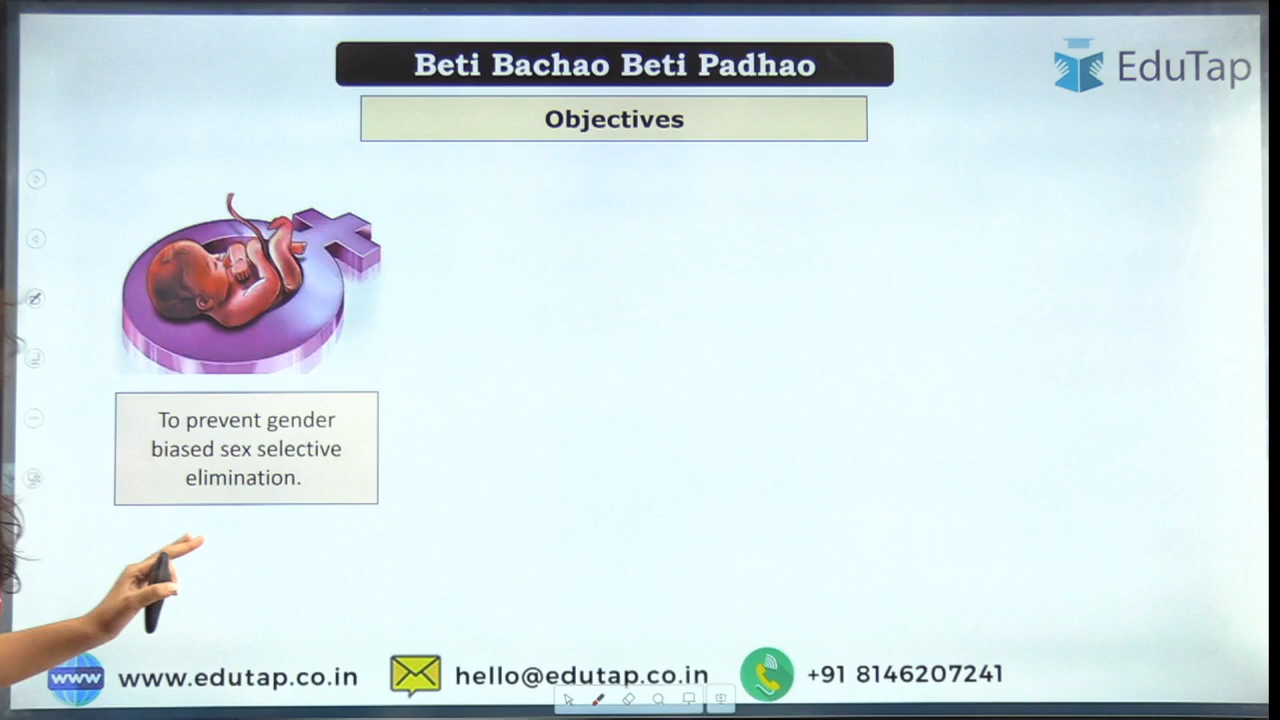 Beti Bachao Beti Padhao
EduTap
Objectives
To prevent gender
biased sex selective
elimination.
www
www.edutap.co.in
hello@edutap.co.in
+91 8146207241